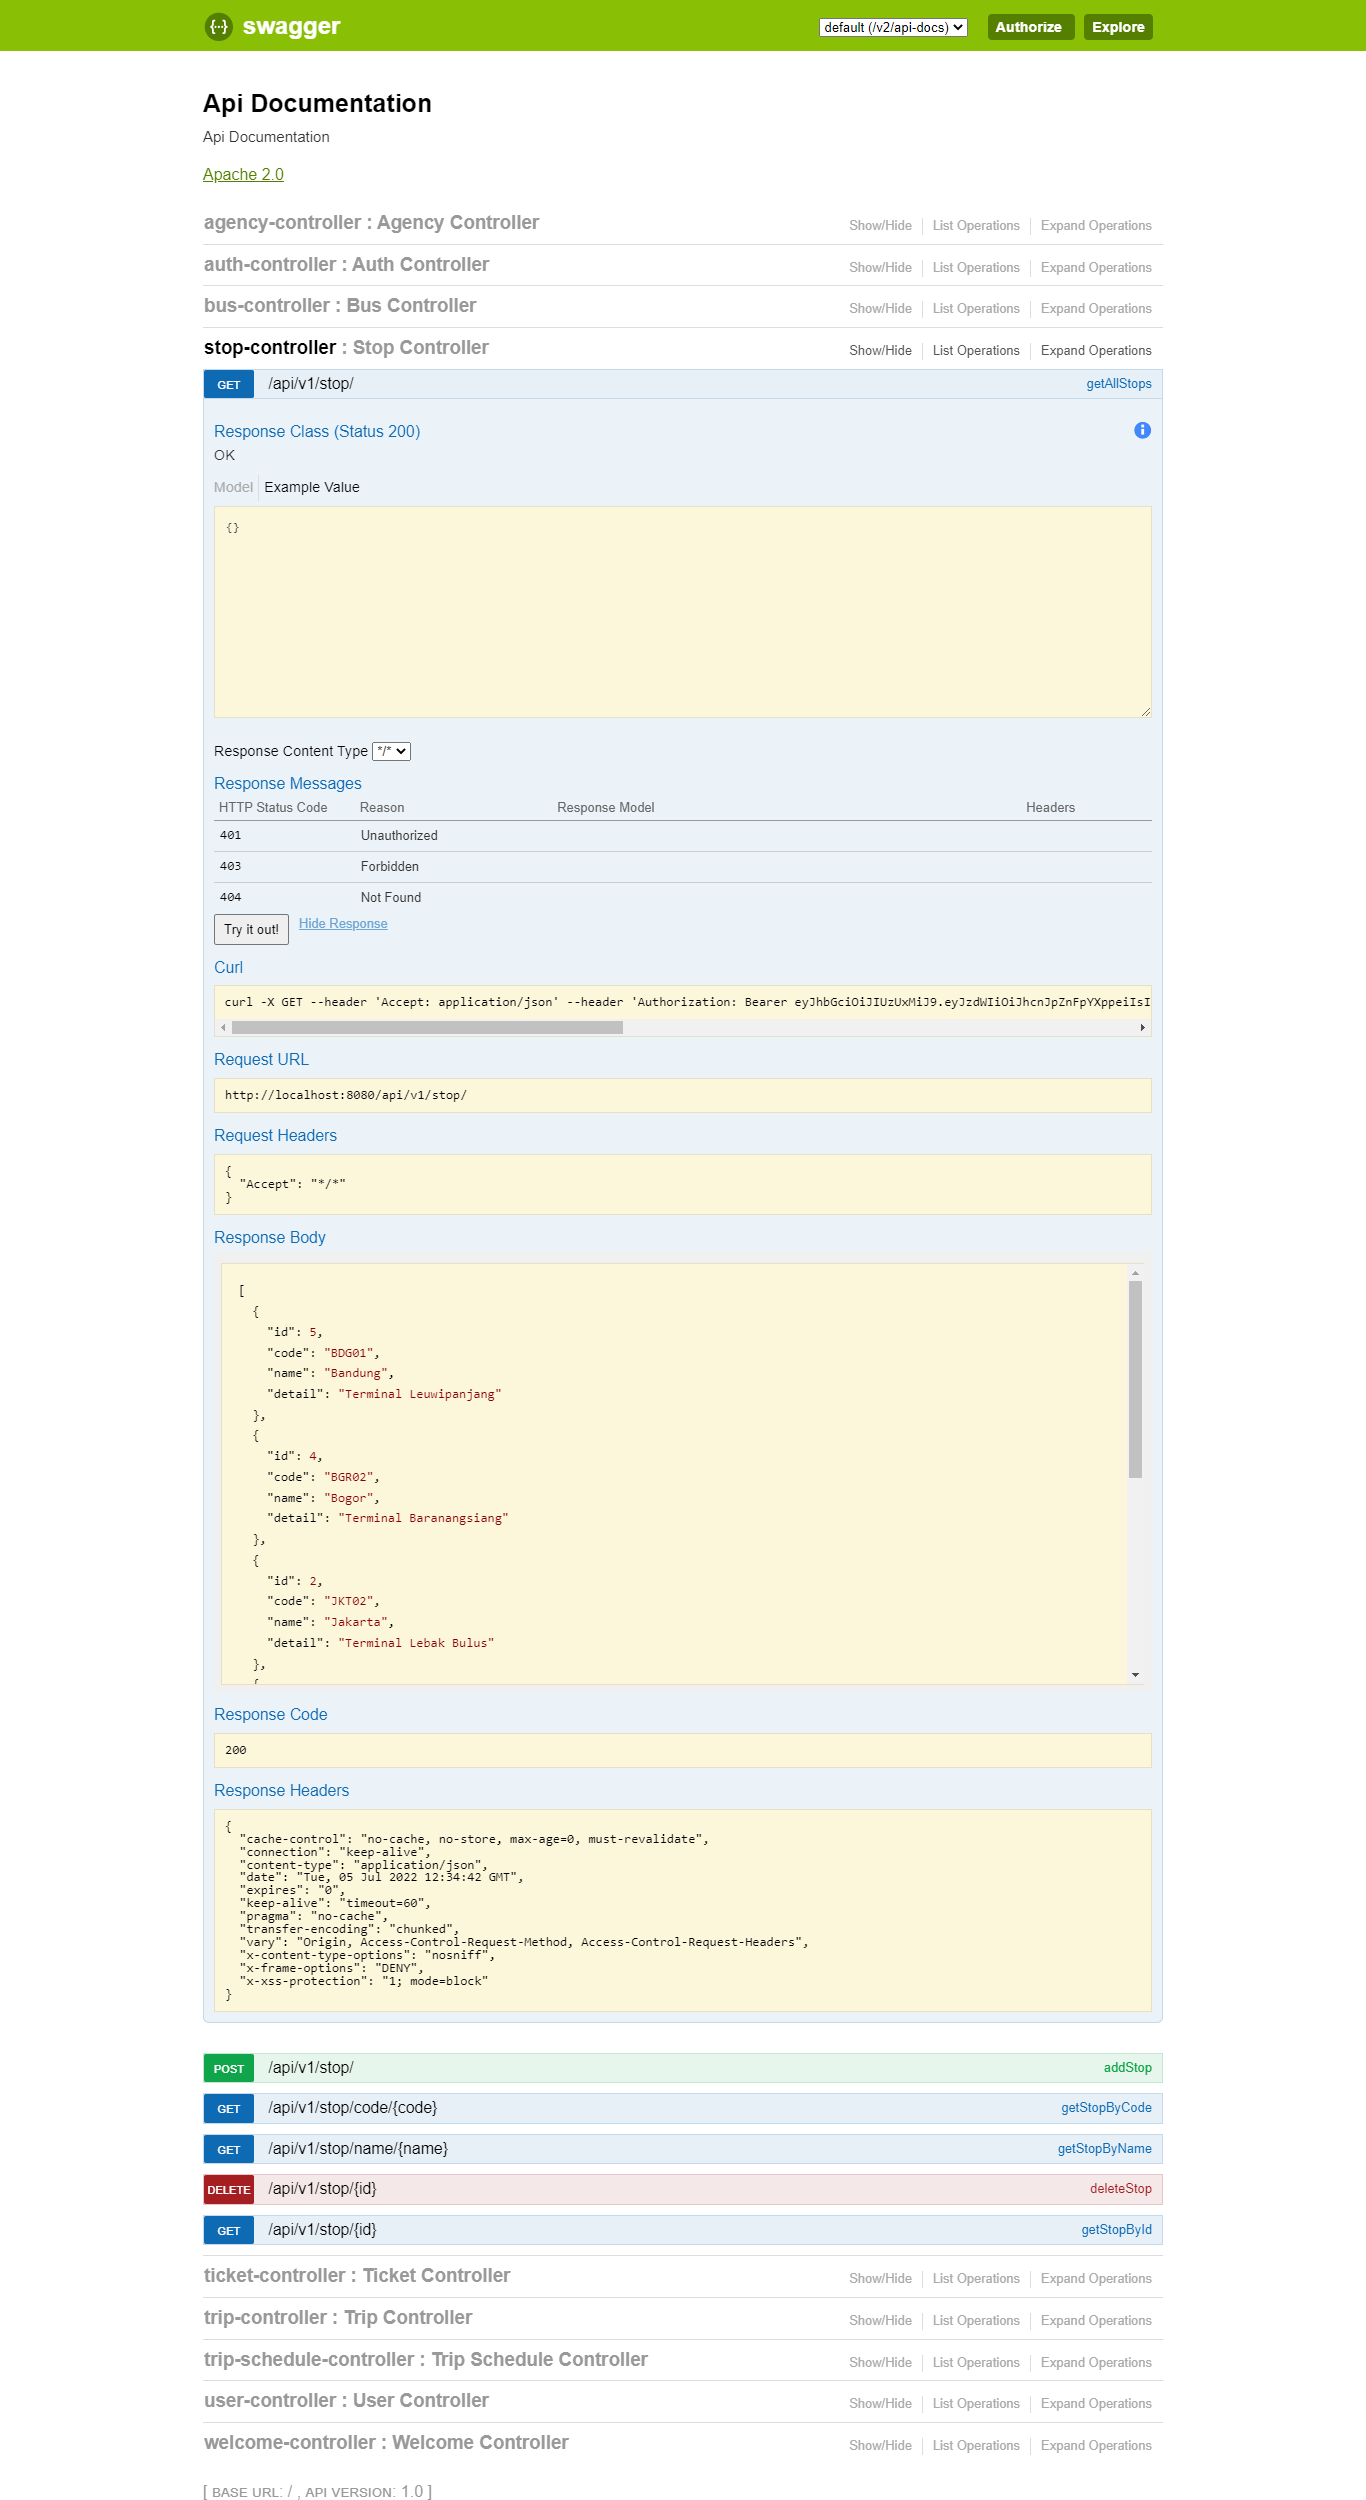 swagger
default (/v2/api-docs)
Authorize
Explore
Api Documentation
Api Documentation
Apache 2.0
agency-controller : Agency Controller Show/Hide List Operations Expand Operations
auth-controller : Auth Controller Show/Hide List Operations Expand Operations
bus-controller : Bus Controller Show/Hide List Operations Expand Operations
stop-controller : Stop Controller Show/Hide List Operations Expand Operations
GET /api/v1/stop/ getAllStops
Response Class (Status 200)
OK
Model Example Value
{}
Response Content Type */*
Response Messages
HTTP Status Code Reason Response Model Headers
401 Unauthorized
403 Forbidden
404 Not Found
Try it out! Hide Response
Curl
curl -X GET --header 'Accept: application/json' --header 'Authorization: Bearer eyJhbGciOiJIUzUxMiJ9.eyJzdWIiOiJhcnJpZnFpYXppeiIsI
Request URL
http://localhost:8080/api/v1/stop/
Request Headers
{
"Accept": "*/*"
}
Response Body
[
{
"id": 5,
"code": "BDG01",
"name": "Bandung",
"detail": "Terminal Leuwipanjang"
},
{
"id": 4,
"code": "BGR02",
"name": "Bogor",
"detail": "Terminal Baranangsiang"
},
{
"id": 2,
"code": "JKT02",
"name": "Jakarta",
"detail": "Terminal Lebak Bulus"
},
{
Response Code
200
Response Headers
{
"cache-control": "no-cache, no-store, max-age=0, must-revalidate",
"connection": "keep-alive",
"content-type": "application/json",
"date": "Tue, 05 Jul 2022 12:34:42 GMT",
"expires": "0",
"keep-alive": "timeout=60",
"pragma": "no-cache",
"transfer-encoding": "chunked",
"vary": "Origin, Access-Control-Request-Method, Access-Control-Request-Headers",
"x-content-type-options": "nosniff",
"x-frame-options": "DENY",
"x-xss-protection": "1; mode=block"
}
POST /api/v1/stop/ addStop
GET /api/v1/stop/code/{code} getStopByCode
GET /api/v1/stop/name/{name} getStopByName
DELETE /api/v1/stop/{id} deleteStop
GET /api/v1/stop/{id} getStopById
ticket-controller : Ticket Controller Show/Hide List Operations Expand Operations
trip-controller : Trip Controller Show/Hide List Operations Expand Operations
trip-schedule-controller : Trip Schedule Controller Show/Hide List Operations Expand Operations
user-controller : User Controller Show/Hide List Operations Expand Operations
welcome-controller : Welcome Controller Show/Hide List Operations Expand Operations
[ BASE URL: / , API VERSION: 1.0 ]